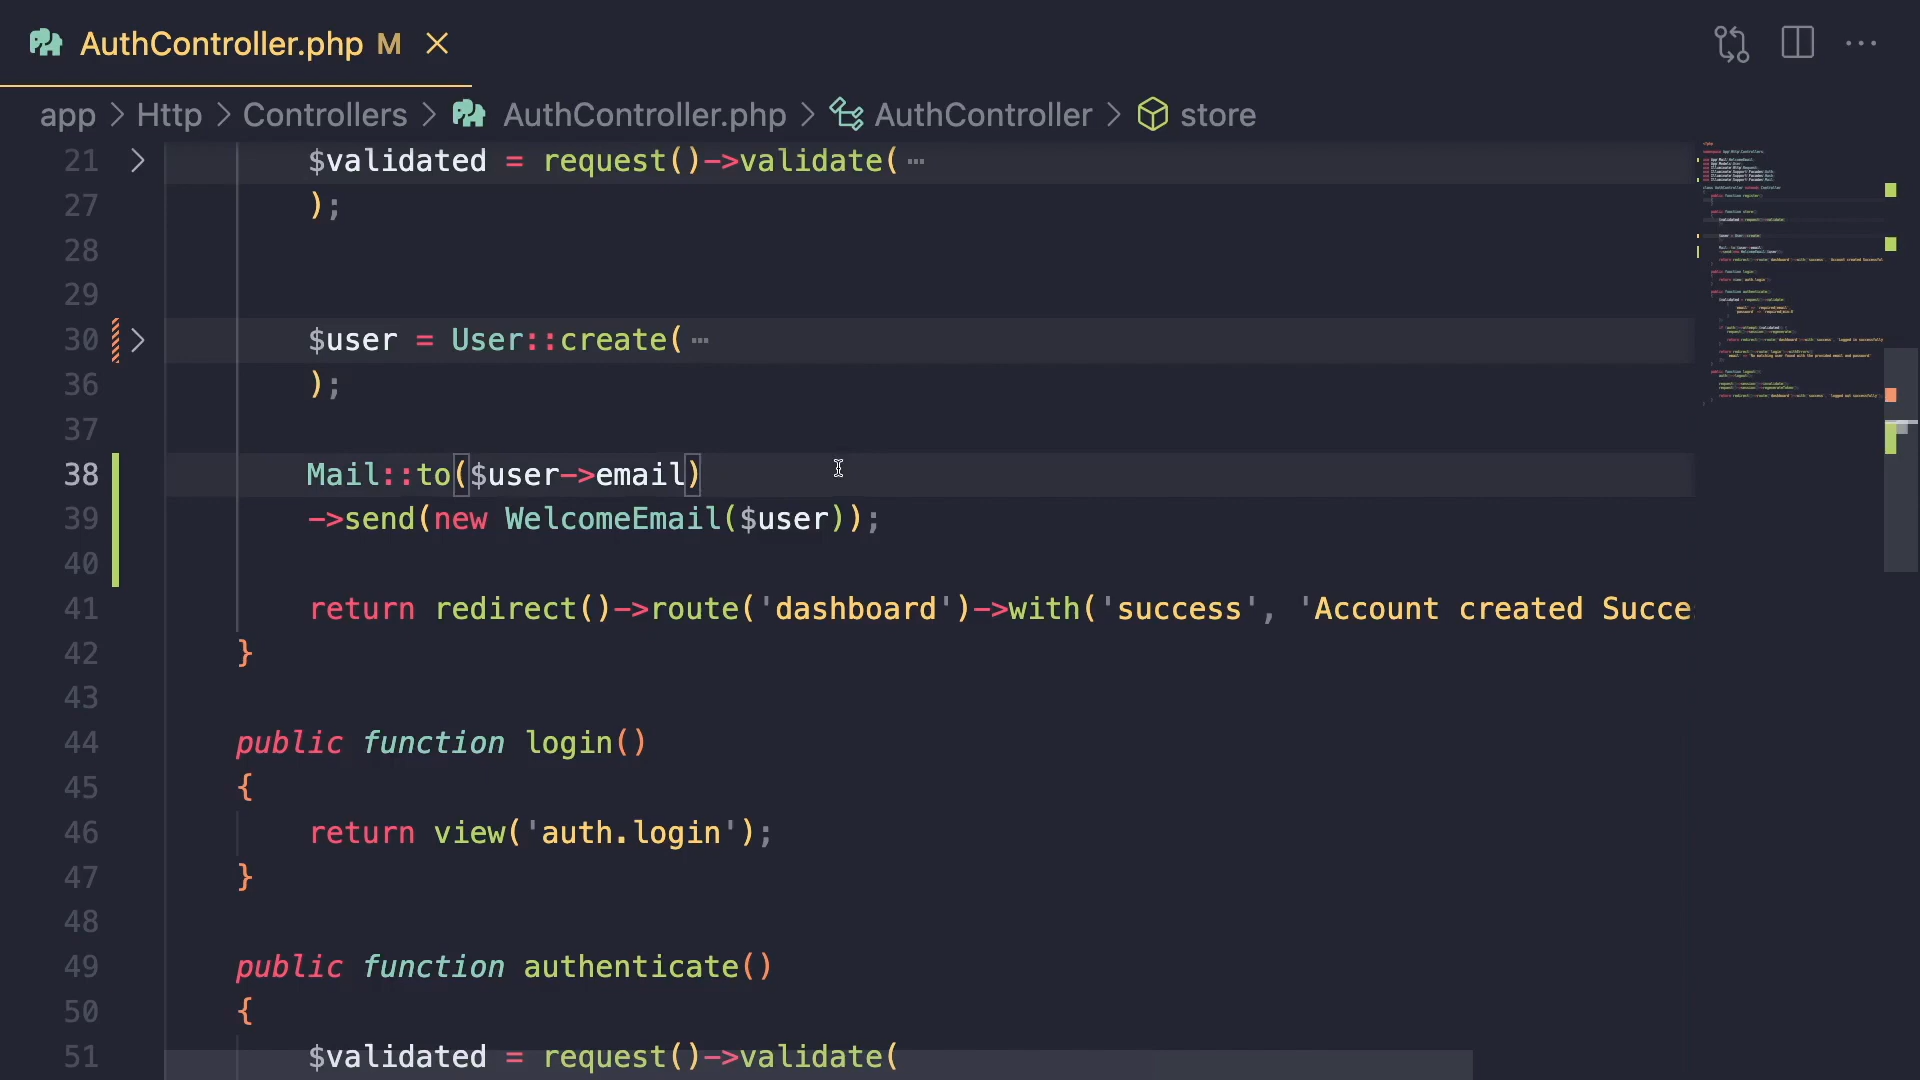 AuthController.php M
app > Http > Controllers > AuthController.php > AuthController > store
21 $validated = request()->validate( ⋯
27 );
28
29
30 $user = User::create( ⋯
36 );
37
38 Mail::to($user->email)
39 ->send(new WelcomeEmail($user));
40
41 return redirect()->route('dashboard')->with('success', 'Account created Succe
42 }
43
44 public function login()
45 {
46 return view('auth.login');
47 }
48
49 public function authenticate()
50 {
51 $validated = request()->validate(